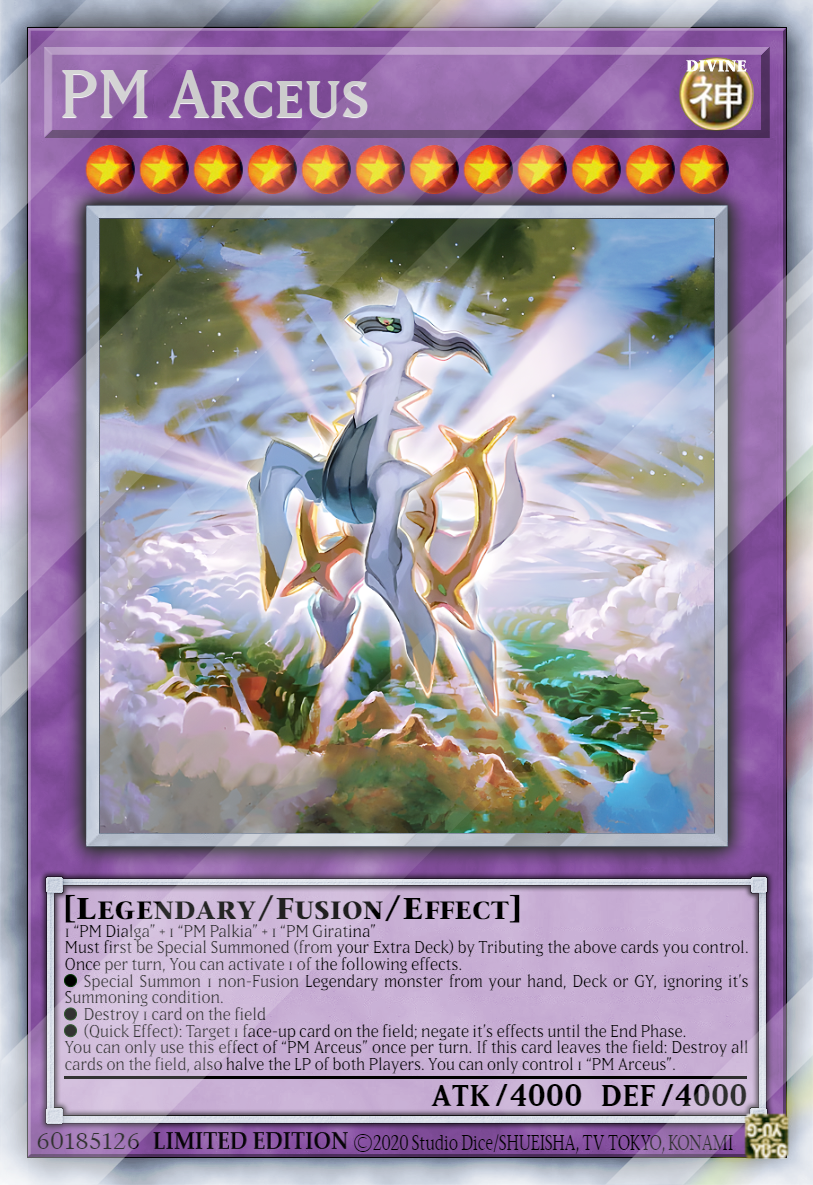 PM Arceus
DIVINE
神
[Legendary/Fusion/Effect]
1 “PM Dialga” + 1 “PM Palkia” + 1 “PM Giratina”
Must first be Special Summoned (from your Extra Deck) by Tributing the above cards you control.
Once per turn, You can activate 1 of the following effects.
● Special Summon 1 non-Fusion Legendary monster from your hand, Deck or GY, ignoring it’s
Summoning condition.
● Destroy 1 card on the field
● (Quick Effect): Target 1 face-up card on the field; negate it’s effects until the End Phase.
You can only use this effect of “PM Arceus” once per turn. If this card leaves the field: Destroy all
cards on the field, also halve the LP of both Players. You can only control 1 “PM Arceus”.
ATK/4000 DEF/4000
60185126 LIMITED EDITION ©2020 Studio Dice/SHUEISHA, TV TOKYO, KONAMI